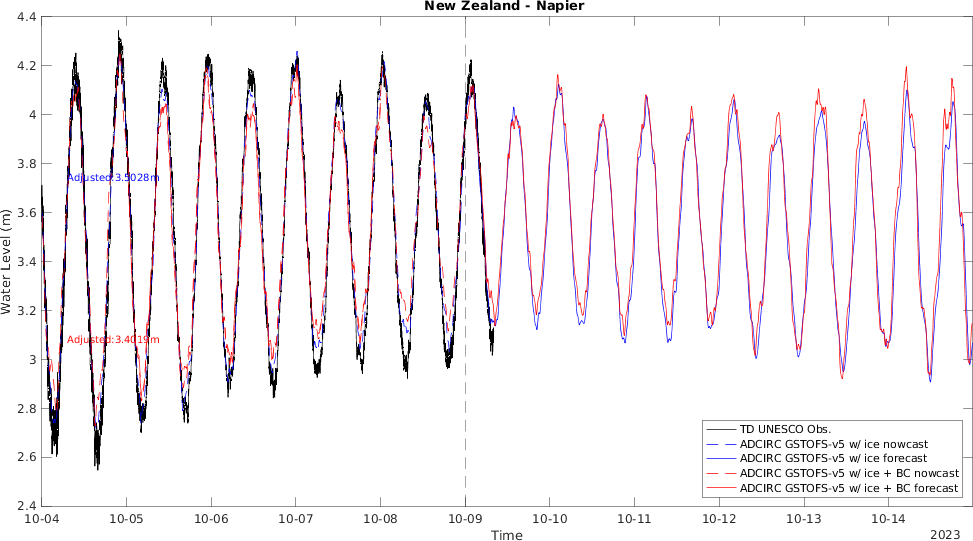 New Zealand - Napier
4.4
4.2
4
3.8
3.6
3.4
3.2
3
2.8
2.6
2.4
Water Level (m)
Adjusted:3.5028m
Adjusted:3.4019m
TD UNESCO Obs.
ADCIRC GSTOFS-v5 w/ ice nowcast
ADCIRC GSTOFS-v5 w/ ice forecast
ADCIRC GSTOFS-v5 w/ ice + BC nowcast
ADCIRC GSTOFS-v5 w/ ice + BC forecast
10-04 10-05 10-06 10-07 10-08 10-09 10-10 10-11 10-12 10-13 10-14
Time
2023